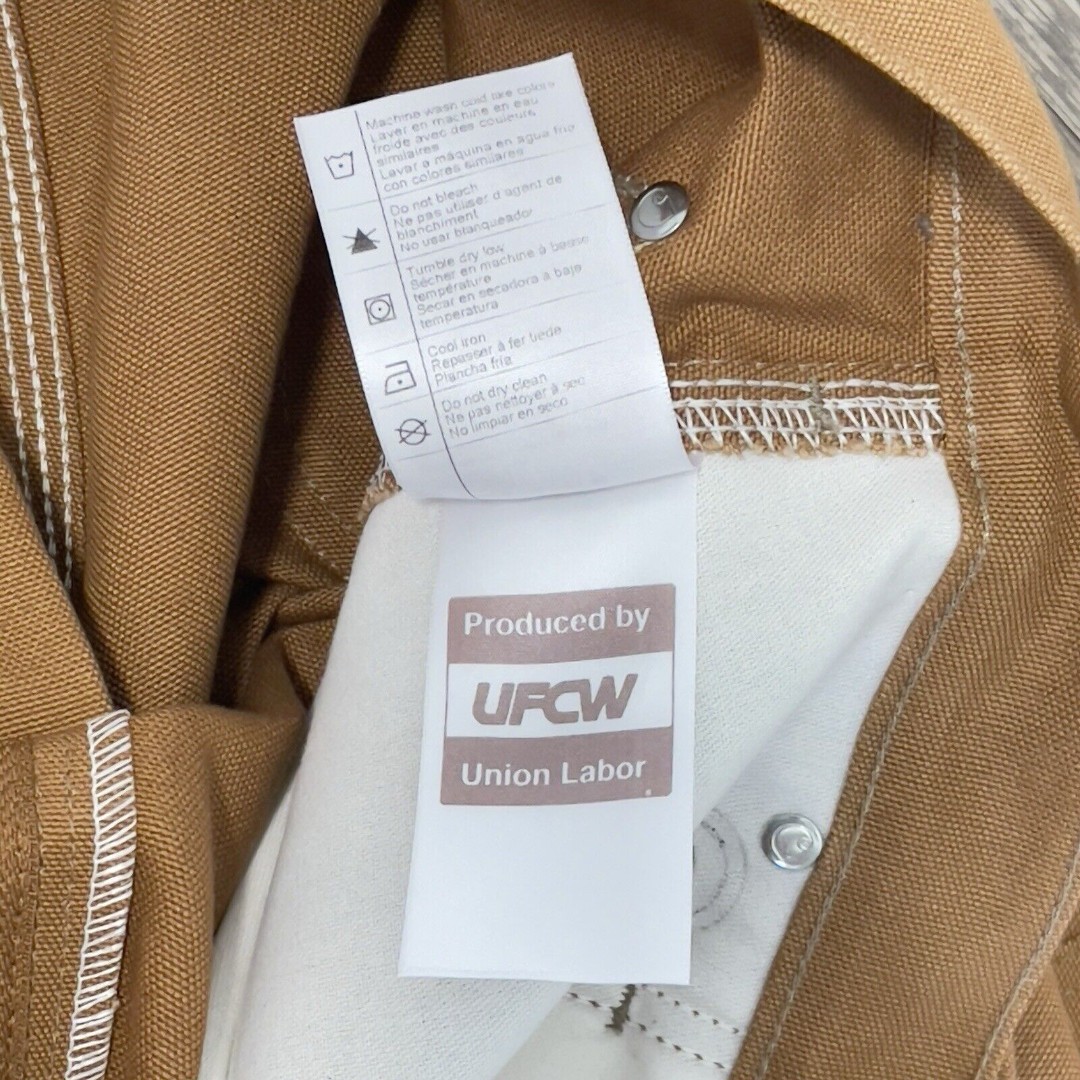 Machine wash cold like colors
Laver en machine en eau
froide avec des couleurs
similaires
Lavar a máquina en agua fria
con colores similares
Do not bleach
Ne pas utiliser d'agent de
blanchiment
No usar blanqueador
Tumble dry low
Sécher en machine à basse
température
Secar en secadora a baja
temperatura
Cool iron
Repasser à fer tiede
Plancha fria
Do not dry clean
Ne pas nettoyer à sec
No limpiar en seco
Produced by
UFCW
Union Labor